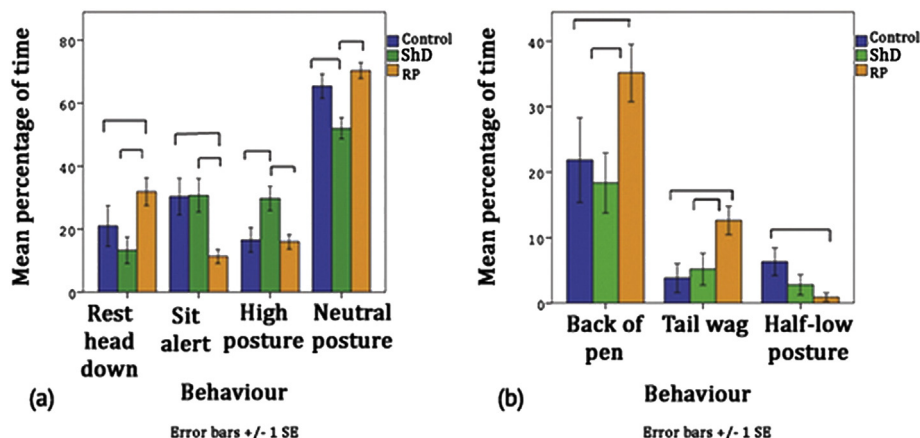 Mean percentage of time
80
60
40
20
0
Control
ShD
RP
Rest head down
Sit alert
High posture
Neutral posture
Behaviour
(a)
Error bars +/- 1 SE
Mean percentage of time
40
30
20
10
0
Control
ShD
RP
Back of pen
Tail wag
Half-low posture
Behaviour
(b)
Error bars +/- 1 SE